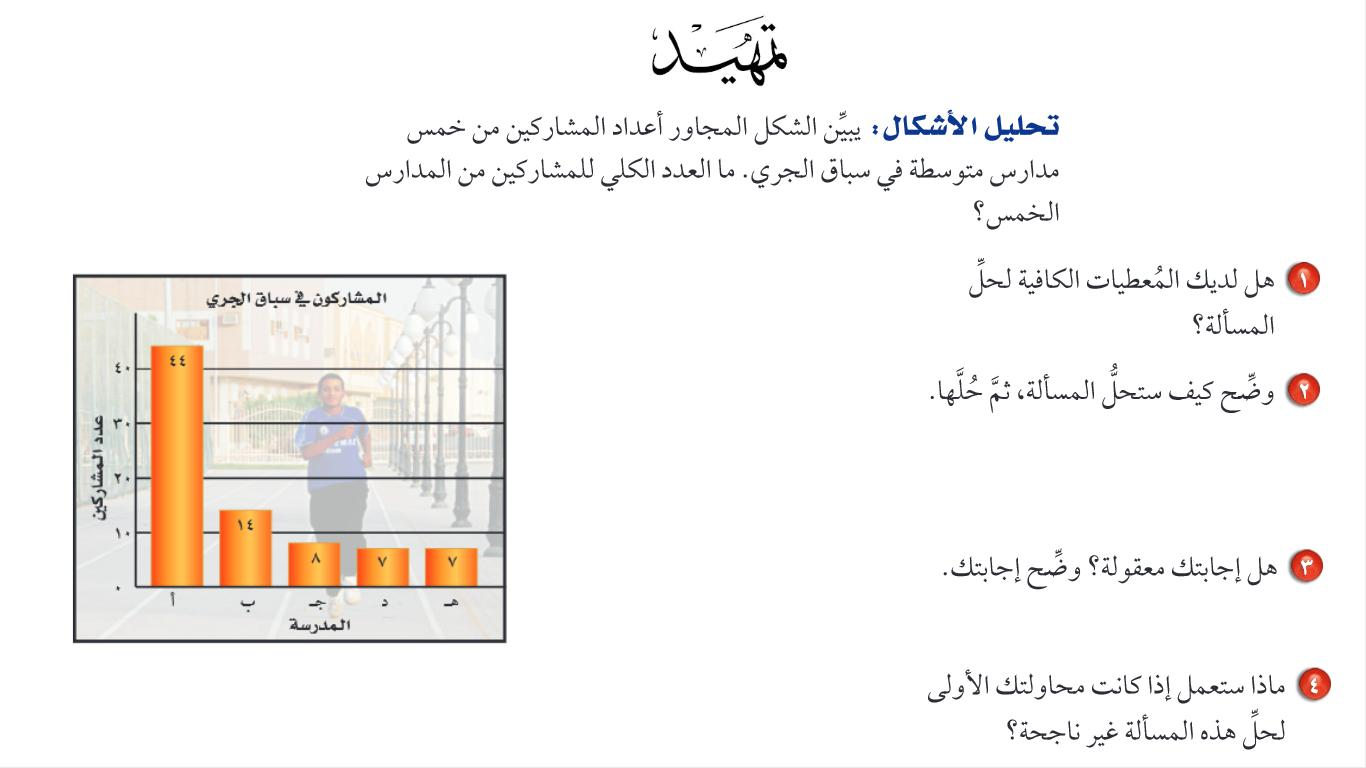 تمهيد
تحليل الأشكال: يبيِّن الشكل المجاور أعداد المشاركين من خمس
مدارس متوسطة في سباق الجري. ما العدد الكلي للمشاركين من المدارس
الخمس؟
١ هل لديك المُعطيات الكافية لحلِّ
المسألة؟
٢ وضِّح كيف ستحلُّ المسألة، ثمَّ حُلَّها.
٣ هل إجابتك معقولة؟ وضِّح إجابتك.
٤ ماذا ستعمل إذا كانت محاولتك الأولى
لحلِّ هذه المسألة غير ناجحة؟
المشاركون في سباق الجري
عدد المشاركين
٤٠
٣٠
٢٠
١٠
٠
٤٤
١٤
٨
٧
٧
أ ب جـ د هـ
المدرسة